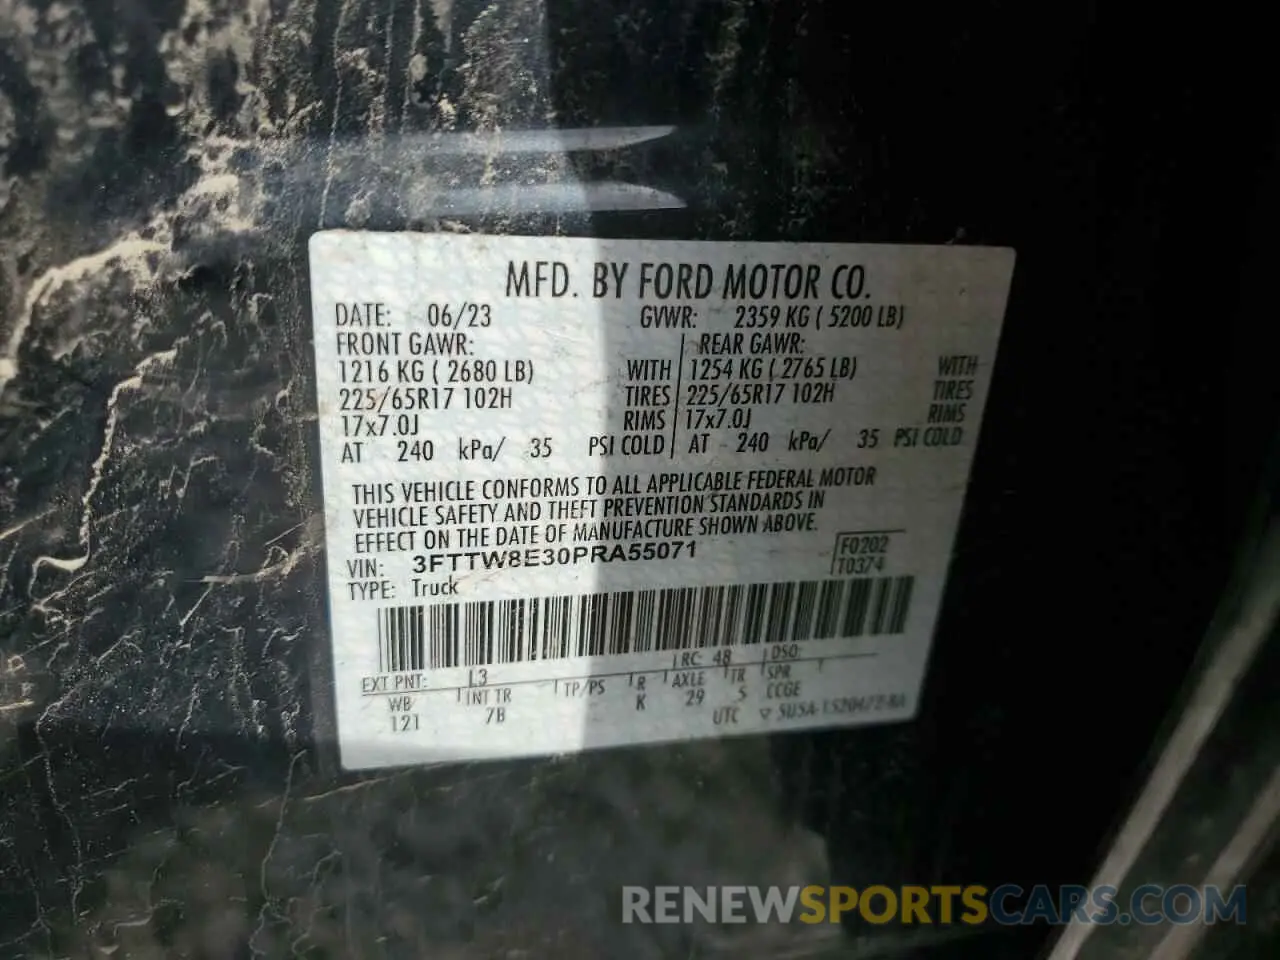 MFD. BY FORD MOTOR CO.
DATE: 06/23 GVWR: 2359 KG ( 5200 LB)
FRONT GAWR: REAR GAWR:
1216 KG ( 2680 LB) WITH 1254 KG ( 2765 LB) WITH
225/65R17 102H TIRES 225/65R17 102H TIRES
17x7.0J RIMS 17x7.0J RIMS
AT 240 kPa/ 35 PSI COLD AT 240 kPa/ 35 PSI COLD
THIS VEHICLE CONFORMS TO ALL APPLICABLE FEDERAL MOTOR
VEHICLE SAFETY AND THEFT PREVENTION STANDARDS IN
EFFECT ON THE DATE OF MANUFACTURE SHOWN ABOVE.
VIN: 3FTTW8E30PRA55071 F0202
TYPE: Truck T0374
EXT PNT: L3 RC: 48 DSO:
WB INT TR TP/PS R AXLE TR SPR
121 7B K 29 5 CCGE
UTC
RENEWSPORTSCARS.COM